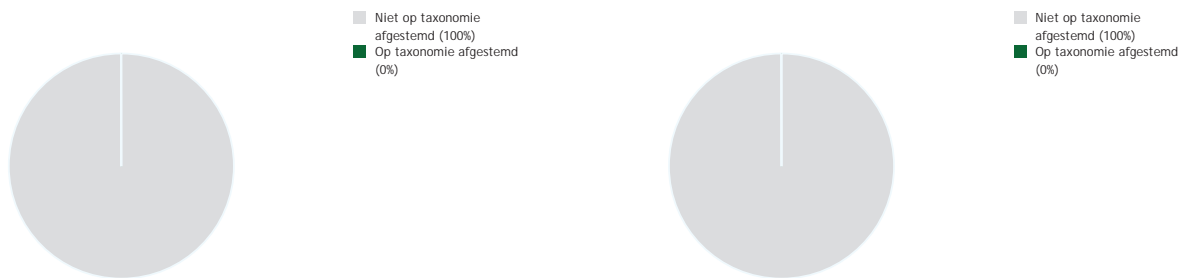 Niet op taxonomie
afgestemd (100%)
Op taxonomie afgestemd
(0%)
Niet op taxonomie
afgestemd (100%)
Op taxonomie afgestemd
(0%)